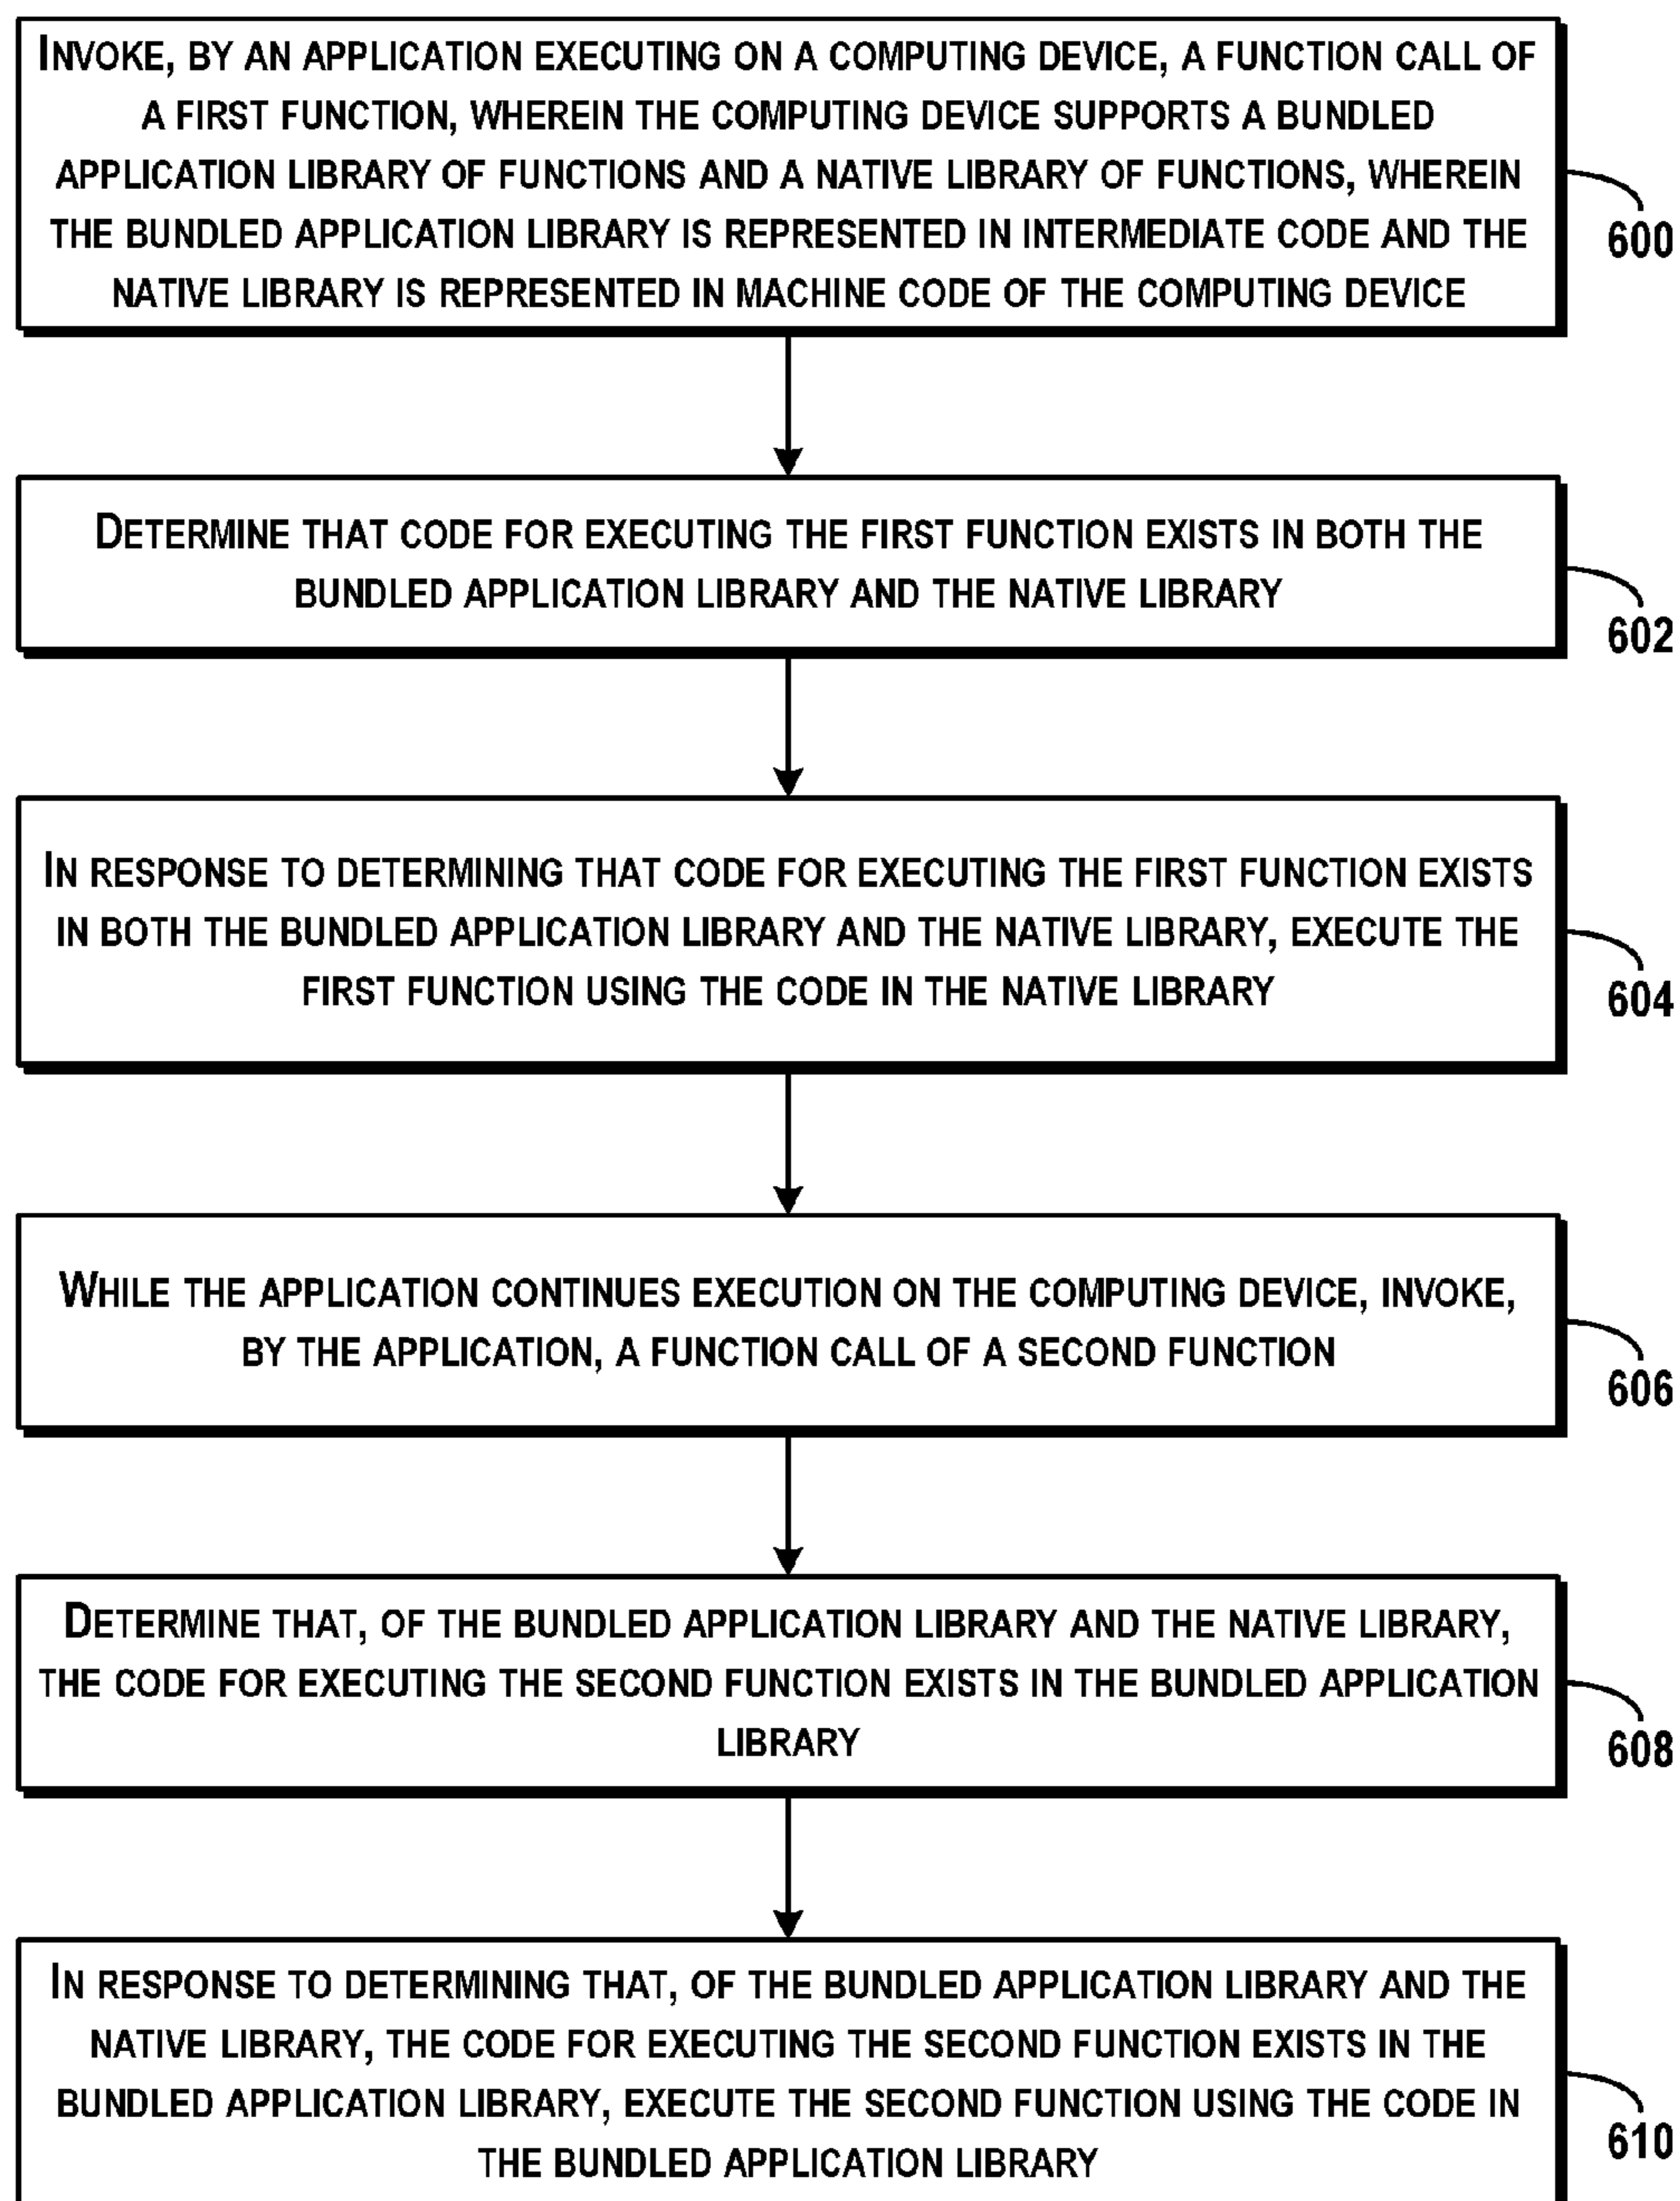 INVOKE, BY AN APPLICATION EXECUTING ON A COMPUTING DEVICE, A FUNCTION CALL OF
A FIRST FUNCTION, WHEREIN THE COMPUTING DEVICE SUPPORTS A BUNDLED
APPLICATION LIBRARY OF FUNCTIONS AND A NATIVE LIBRARY OF FUNCTIONS, WHEREIN
THE BUNDLED APPLICATION LIBRARY IS REPRESENTED IN INTERMEDIATE CODE AND THE
NATIVE LIBRARY IS REPRESENTED IN MACHINE CODE OF THE COMPUTING DEVICE
600
DETERMINE THAT CODE FOR EXECUTING THE FIRST FUNCTION EXISTS IN BOTH THE
BUNDLED APPLICATION LIBRARY AND THE NATIVE LIBRARY
602
IN RESPONSE TO DETERMINING THAT CODE FOR EXECUTING THE FIRST FUNCTION EXISTS
IN BOTH THE BUNDLED APPLICATION LIBRARY AND THE NATIVE LIBRARY, EXECUTE THE
FIRST FUNCTION USING THE CODE IN THE NATIVE LIBRARY
604
WHILE THE APPLICATION CONTINUES EXECUTION ON THE COMPUTING DEVICE, INVOKE,
BY THE APPLICATION, A FUNCTION CALL OF A SECOND FUNCTION
606
DETERMINE THAT, OF THE BUNDLED APPLICATION LIBRARY AND THE NATIVE LIBRARY,
THE CODE FOR EXECUTING THE SECOND FUNCTION EXISTS IN THE BUNDLED APPLICATION
LIBRARY
608
IN RESPONSE TO DETERMINING THAT, OF THE BUNDLED APPLICATION LIBRARY AND THE
NATIVE LIBRARY, THE CODE FOR EXECUTING THE SECOND FUNCTION EXISTS IN THE
BUNDLED APPLICATION LIBRARY, EXECUTE THE SECOND FUNCTION USING THE CODE IN
THE BUNDLED APPLICATION LIBRARY
610